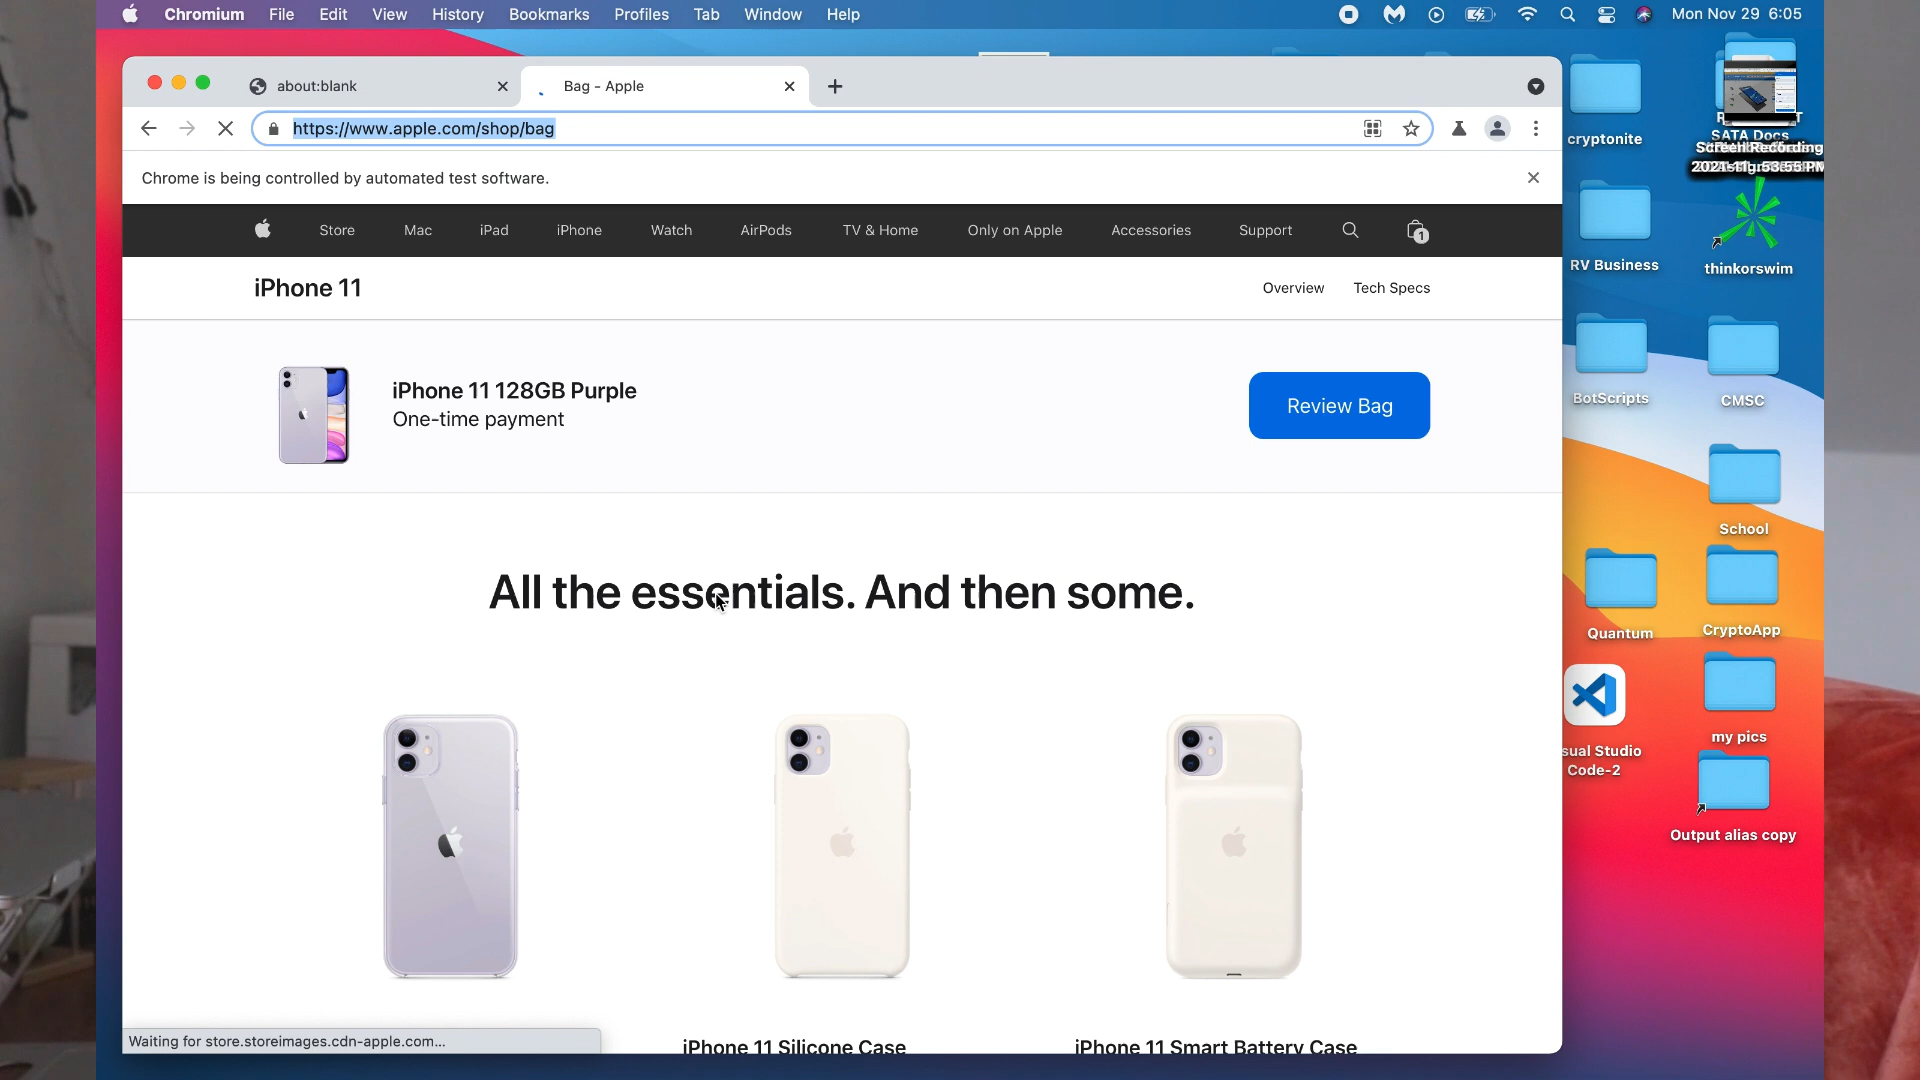 Chromium File Edit View History Bookmarks Profiles Tab Window Help
Mon Nov 29 6:05
about:blank
Bag - Apple
https://www.apple.com/shop/bag
Chrome is being controlled by automated test software.
Store Mac iPad iPhone Watch AirPods TV & Home Only on Apple Accessories Support
1
iPhone 11
Overview Tech Specs
iPhone 11 128GB Purple
One-time payment
Review Bag
All the essentials. And then some.
iPhone 11 Silicone Case
iPhone 11 Smart Battery Case
Waiting for store.storeimages.cdn-apple.com...
cryptonite
SATA Docs
Screen Recording
RV Business
thinkorswim
BotScripts
CMSC
School
Quantum
CryptoApp
sual Studio
Code-2
my pics
Output alias copy